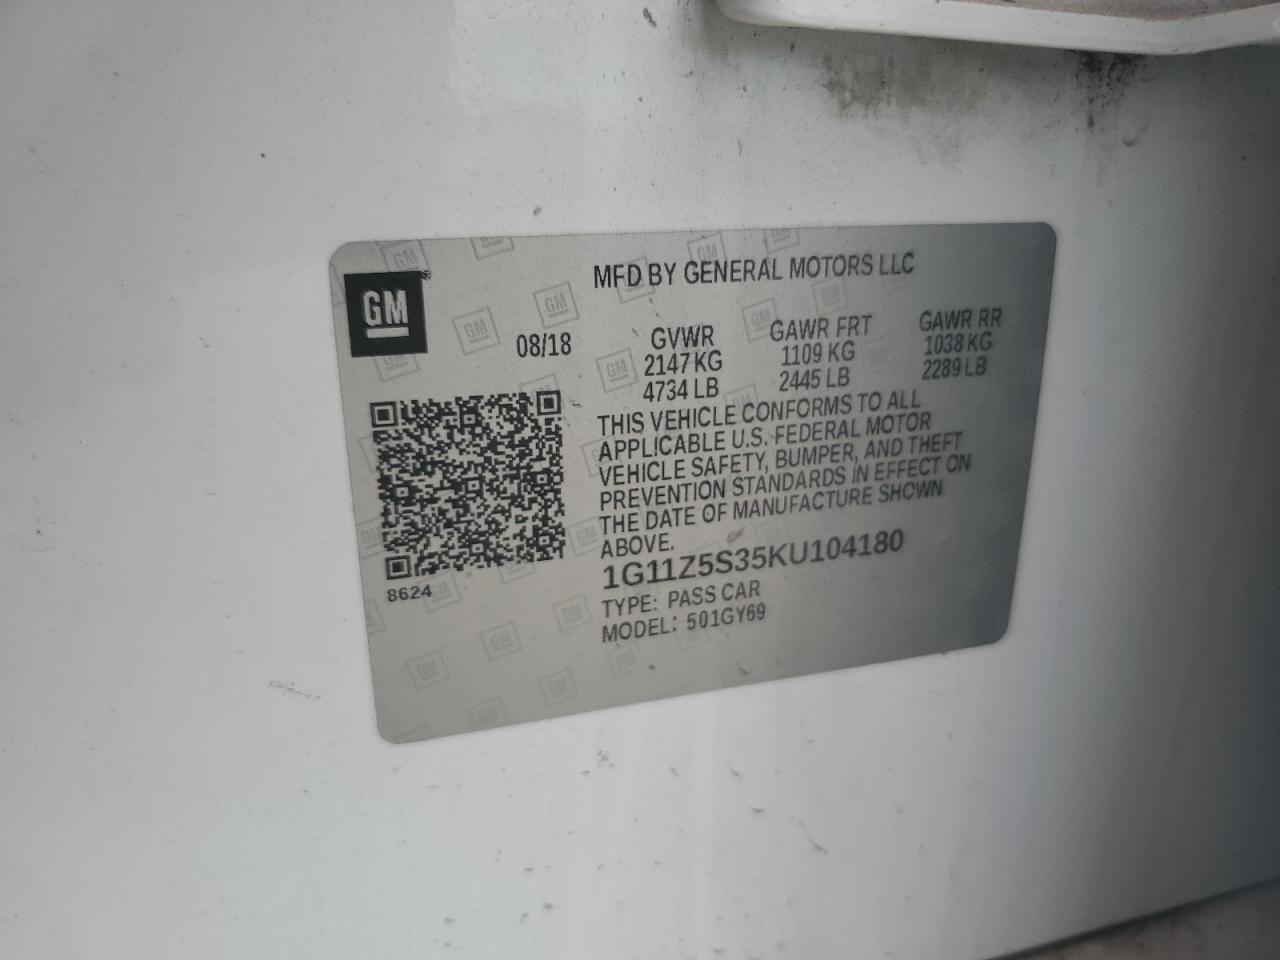 MFD BY GENERAL MOTORS LLC
GM®
08/18
GVWR GAWR FRT GAWR RR
2147 KG 1109 KG 1038 KG
4734 LB 2445 LB 2289 LB
THIS VEHICLE CONFORMS TO ALL
APPLICABLE U.S. FEDERAL MOTOR
VEHICLE SAFETY, BUMPER, AND THEFT
PREVENTION STANDARDS IN EFFECT ON
THE DATE OF MANUFACTURE SHOWN
ABOVE.
8624
1G11Z5S35KU104180
TYPE: PASS CAR
MODEL: 501GY69